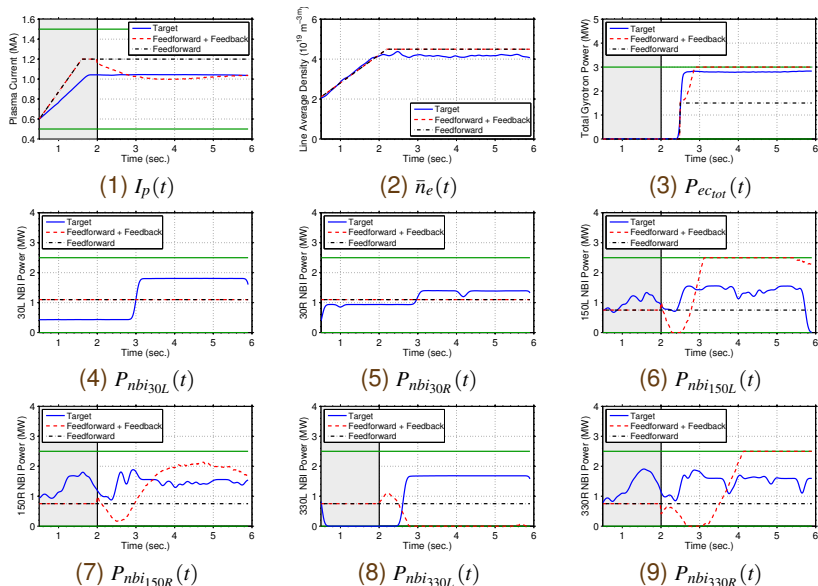 Plasma Current (MA)
1.6
1.4
1.2
1.0
0.8
0.6
0.4
Target
Feedforward + Feedback
Feedforward
1 2 3 4 5 6
Time (sec.)
(1) I_p(t)
Line Average Density (10^19 m^-3m)
6
4
2
0
Target
Feedforward + Feedback
Feedforward
1 2 3 4 5 6
Time (sec.)
(2) n̄_e(t)
Total Gyrotron Power (MW)
5
4
3
2
1
0
Target
Feedforward + Feedback
Feedforward
1 2 3 4 5 6
Time (sec.)
(3) P_ec_tot(t)
30L NBI Power (MW)
4
3
2
1
0
Target
Feedforward + Feedback
Feedforward
1 2 3 4 5 6
Time (sec.)
(4) P_nbi_30L(t)
30R NBI Power (MW)
4
3
2
1
0
Target
Feedforward + Feedback
Feedforward
1 2 3 4 5 6
Time (sec.)
(5) P_nbi_30R(t)
150L NBI Power (MW)
4
3
2
1
0
Target
Feedforward + Feedback
Feedforward
1 2 3 4 5 6
Time (sec.)
(6) P_nbi_150L(t)
150R NBI Power (MW)
4
3
2
1
0
Target
Feedforward + Feedback
Feedforward
1 2 3 4 5 6
Time (sec.)
(7) P_nbi_150R(t)
330L NBI Power (MW)
4
3
2
1
0
Target
Feedforward + Feedback
Feedforward
1 2 3 4 5 6
Time (sec.)
(8) P_nbi_330L(t)
330R NBI Power (MW)
4
3
2
1
0
Target
Feedforward + Feedback
Feedforward
1 2 3 4 5 6
Time (sec.)
(9) P_nbi_330R(t)